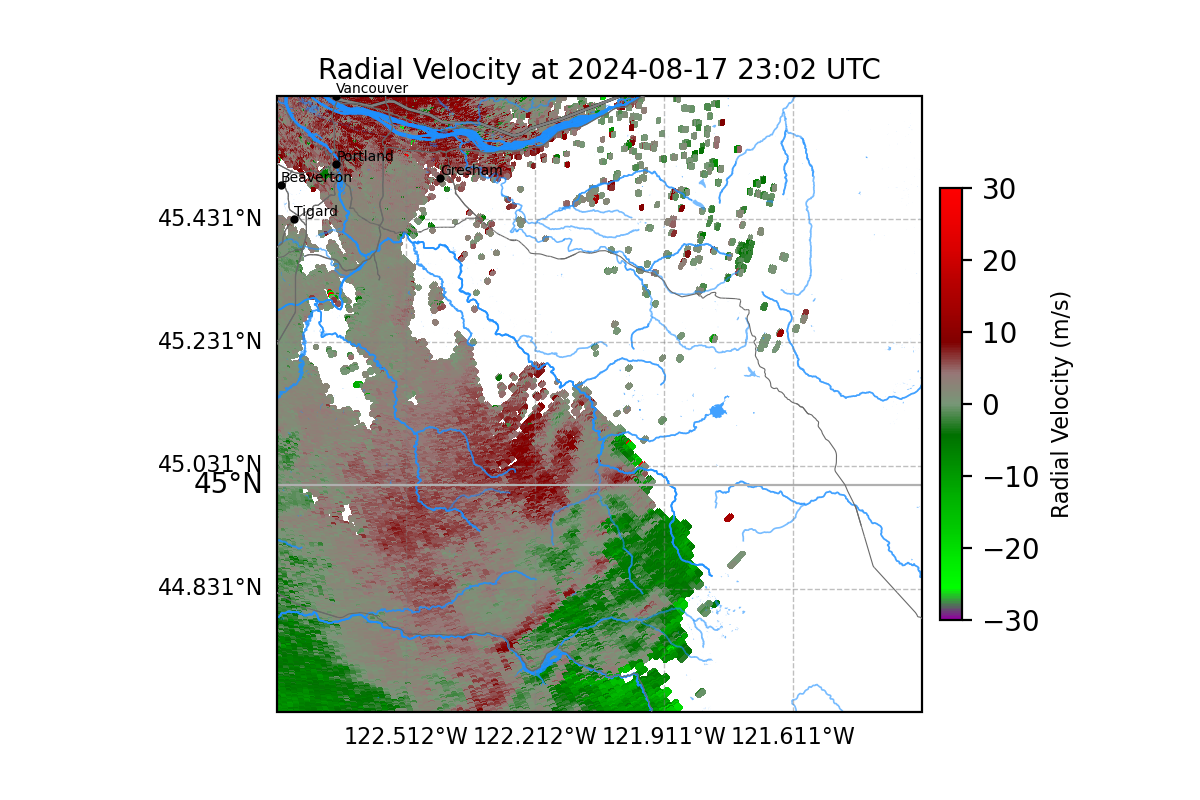 Radial Velocity at 2024-08-17 23:02 UTC
Vancouver
Portland
Gresham
Beaverton
Tigard
45.431°N
45.231°N
45.031°N
45°N
44.831°N
122.512°W
122.212°W
121.911°W
121.611°W
30
20
10
0
−10
−20
−30
Radial Velocity (m/s)